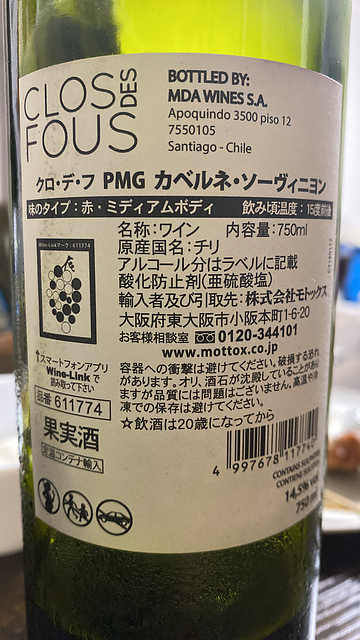 CLOS DES FOUS
BOTTLED BY:
MDA WINES S.A.
Apoquindo 3500 piso 12
7550105
Santiago - Chile
クロ・デ・フ PMG カベルネ・ソーヴィニヨン
味のタイプ:赤・ミディアムボディ 飲み頃温度:15度前後
名称:ワイン 内容量:750ml
原産国名:チリ
アルコール分はラベルに記載
酸化防止剤(亜硫酸塩)
輸入者及び引取先:株式会社モトックス
大阪府東大阪市小阪本町1-6-20
お客様相談室 0120-344101
www.mottox.co.jp
Wine-Linkマーク:611774
↑スマートフォンアプリ
Wine-Link で
読み取って下さい
品番 611774
果実酒
定温コンテナ輸入
容器への衝撃は避けてください。破損する恐れ
があります。オリ、酒石が沈殿していることがあり
ますが品質には問題はございません。高温や冷
凍での保存は避けてください。
☆飲酒は20歳になってから
4 997678 11774
CONTAINS SULFITES
14,5% vol
750 ml